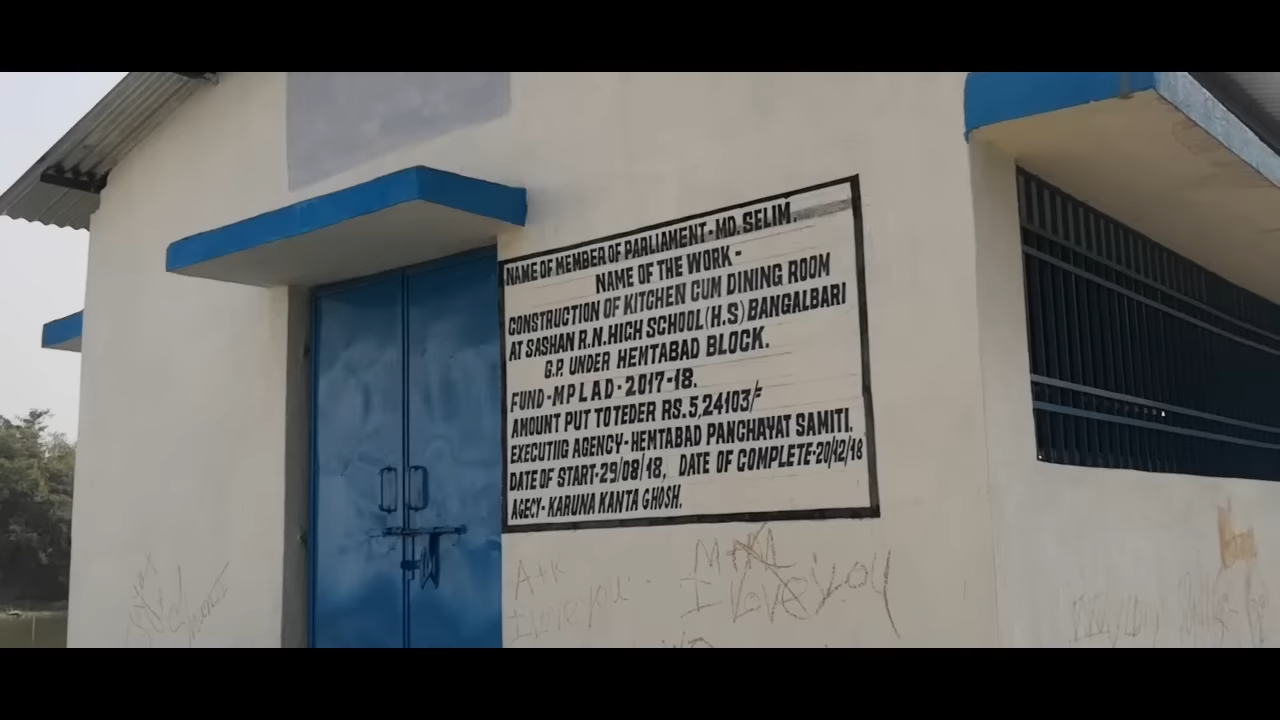 NAME OF MEMBER OF PARLIAMENT-MD. SELIM.
NAME OF THE WORK-
CONSTRUCTION OF KITCHEN CUM DINING ROOM
AT SASHAN R.N. HIGH SCHOOL (H.S) BANGALBARI
G.P. UNDER HEMTABAD BLOCK.
FUND-MPLAD-2017-18.
AMOUNT PUT TO TEDER RS.5,24103/=
EXECUTIIG AGENCY-HEMTABAD PANCHAYAT SAMITI.
DATE OF START-29/08/18, DATE OF COMPLETE-20/12/18
AGECY-KARUNA KANTA GHOSH.
A+K
I love you
I Love you